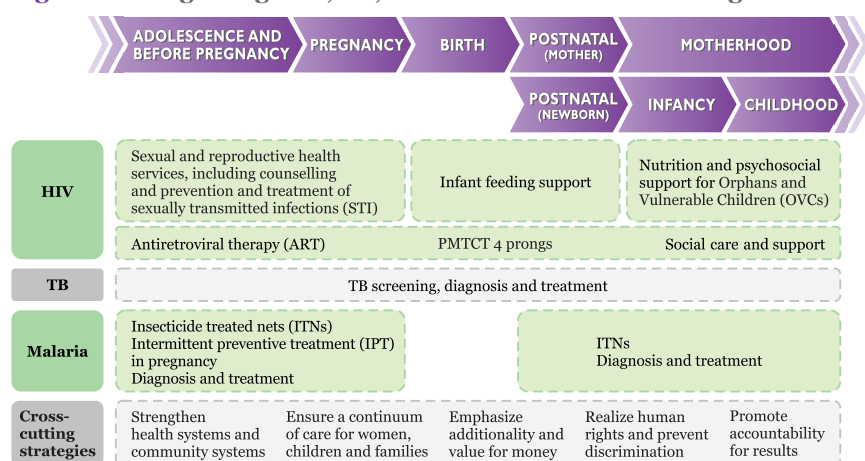 ADOLESCENCE AND
BEFORE PREGNANCY
PREGNANCY
BIRTH
POSTNATAL
(MOTHER)
MOTHERHOOD
POSTNATAL
(NEWBORN)
INFANCY
CHILDHOOD
HIV
Sexual and reproductive health
services, including counselling
and prevention and treatment of
sexually transmitted infections (STI)
Infant feeding support
Nutrition and psychosocial
support for Orphans and
Vulnerable Children (OVCs)
Antiretroviral therapy (ART)
PMTCT 4 prongs
Social care and support
TB
TB screening, diagnosis and treatment
Malaria
Insecticide treated nets (ITNs)
Intermittent preventive treatment (IPT)
in pregnancy
Diagnosis and treatment
ITNs
Diagnosis and treatment
Cross-
cutting
strategies
Strengthen
health systems and
community systems
Ensure a continuum
of care for women,
children and families
Emphasize
additionality and
value for money
Realize human
rights and prevent
discrimination
Promote
accountability
for results